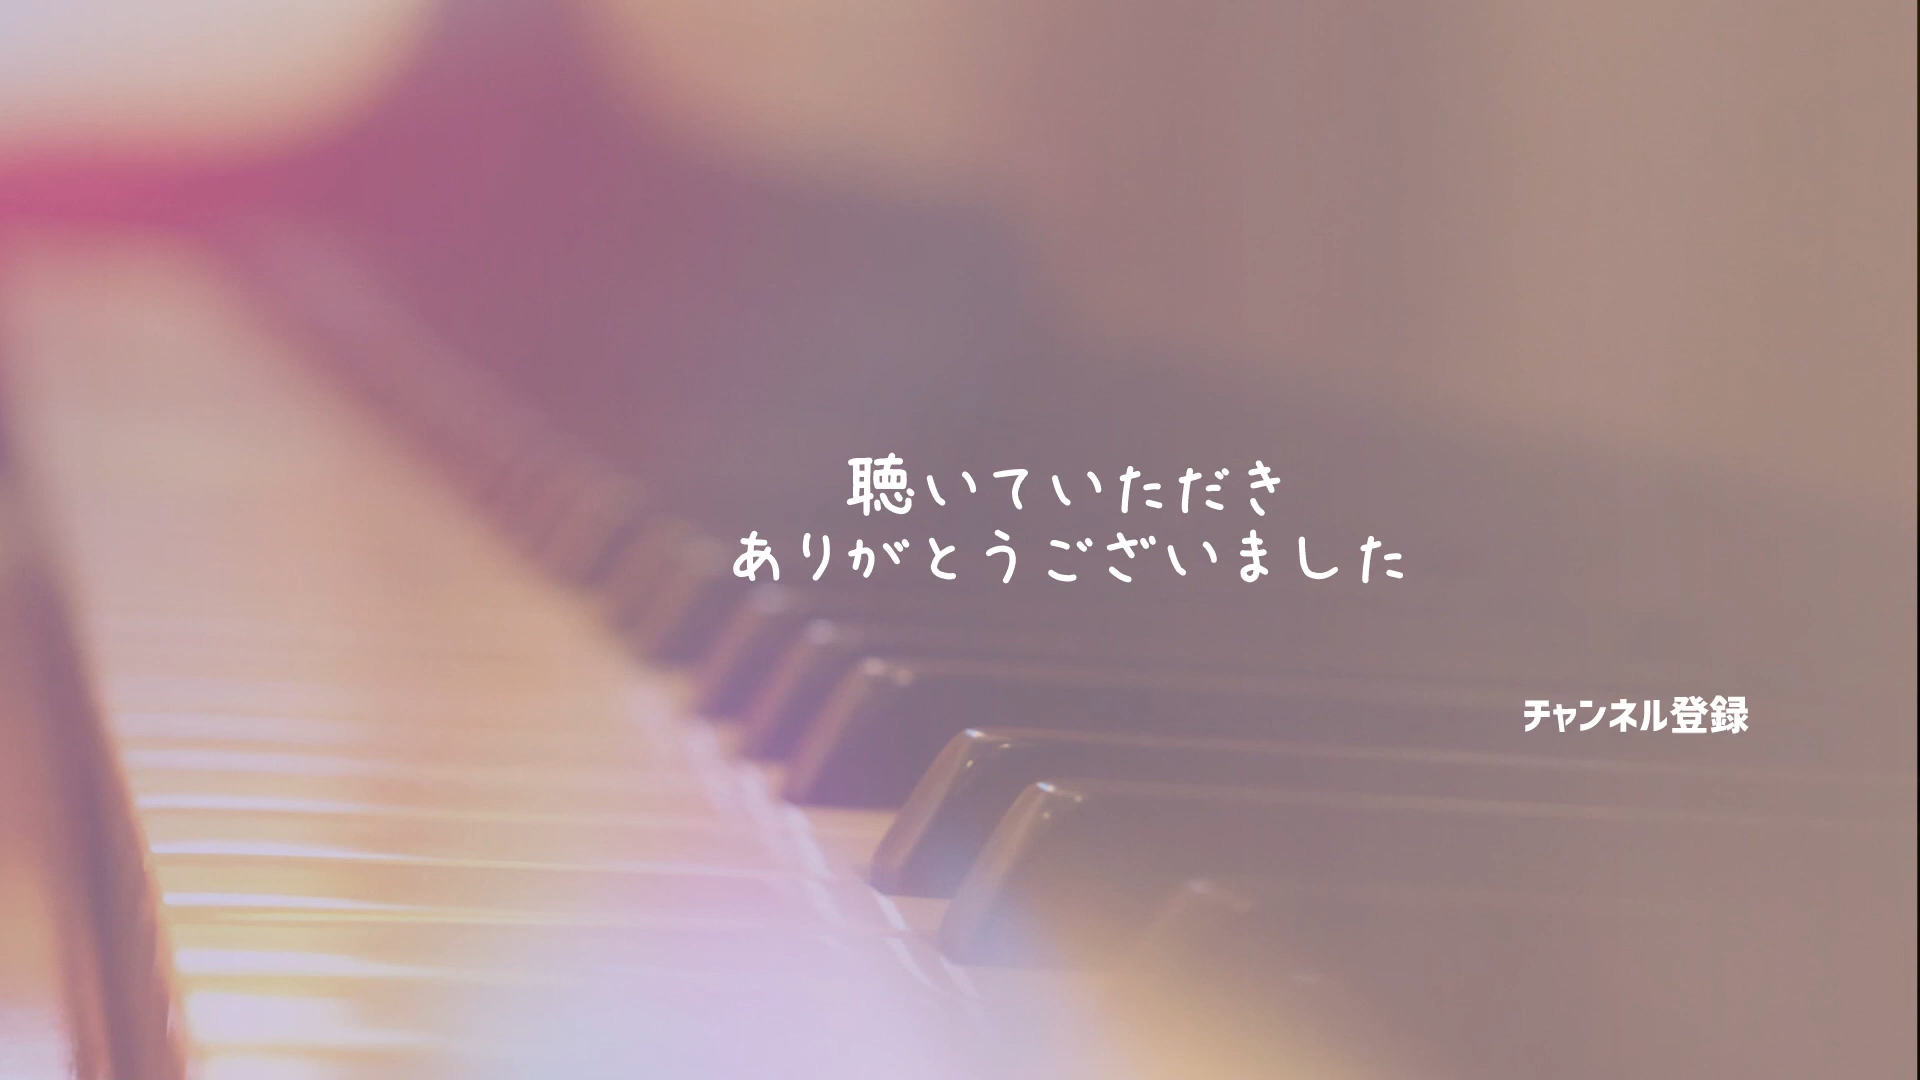 聴いていただき
ありがとうございました
チャンネル登録